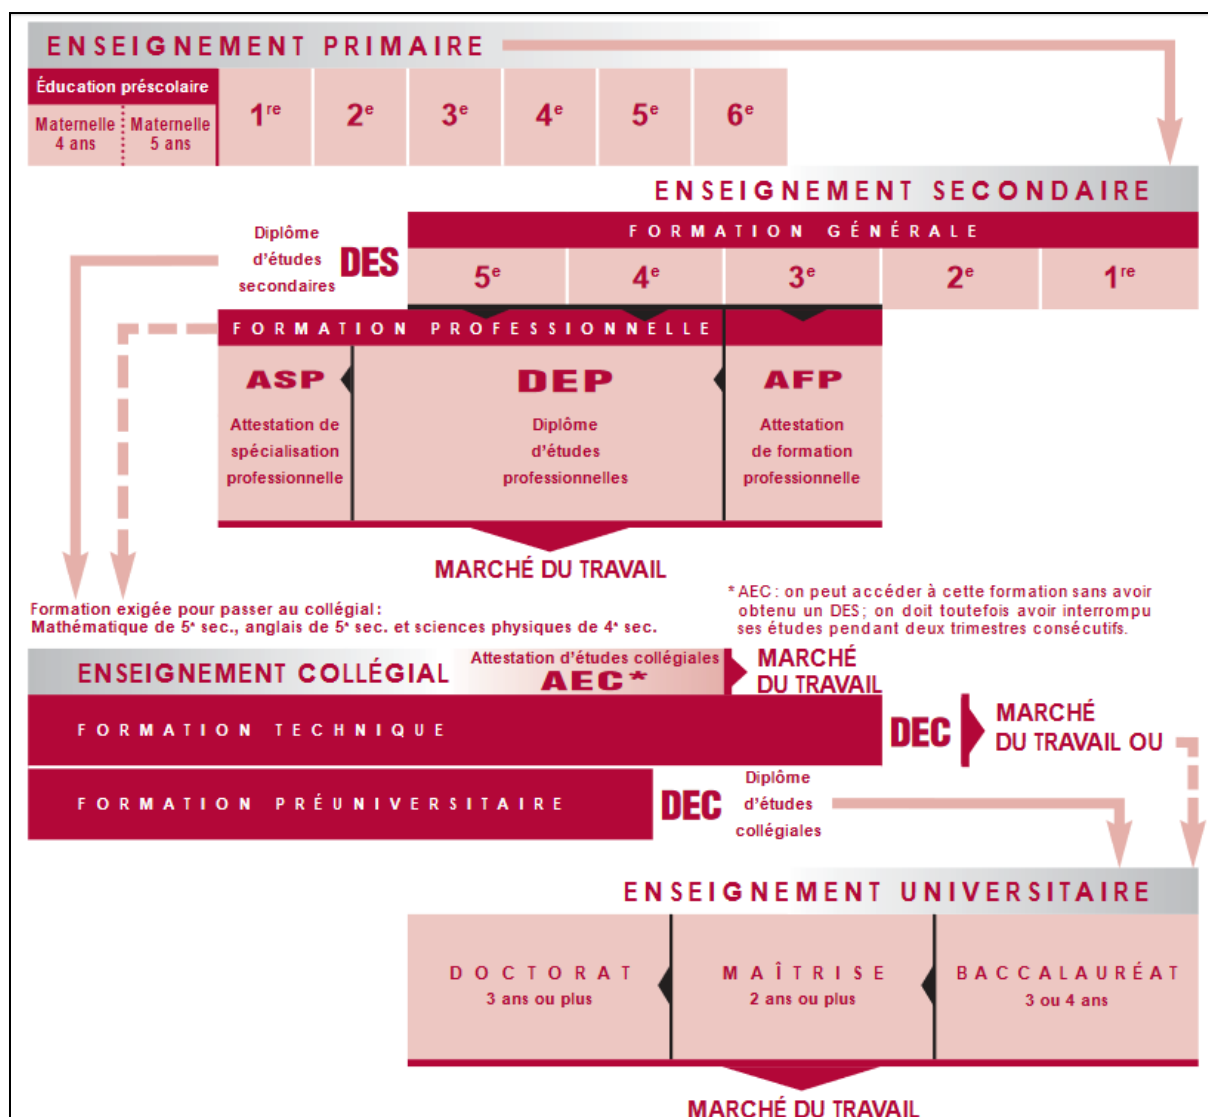 ENSEIGNEMENT PRIMAIRE
Éducation préscolaire
Maternelle
4 ans
Maternelle
5 ans
1re
2e
3e
4e
5e
6e
ENSEIGNEMENT SECONDAIRE
FORMATION GÉNÉRALE
Diplôme
d'études
secondaires
DES
5e
4e
3e
2e
1re
FORMATION PROFESSIONNELLE
ASP
Attestation de
spécialisation
professionnelle
DEP
Diplôme
d'études
professionnelles
AFP
Attestation
de formation
professionnelle
MARCHÉ DU TRAVAIL
Formation exigée pour passer au collégial :
Mathématique de 5e sec., anglais de 5e sec. et sciences physiques de 4e sec.
* AEC : on peut accéder à cette formation sans avoir
obtenu un DES; on doit toutefois avoir interrompu
ses études pendant deux trimestres consécutifs.
ENSEIGNEMENT COLLÉGIAL
Attestation d'études collégiales
AEC*
MARCHÉ
DU TRAVAIL
FORMATION TECHNIQUE
DEC
MARCHÉ
DU TRAVAIL OU
FORMATION PRÉUNIVERSITAIRE
DEC
Diplôme
d'études
collégiales
ENSEIGNEMENT UNIVERSITAIRE
DOCTORAT
3 ans ou plus
MAÎTRISE
2 ans ou plus
BACCALAURÉAT
3 ou 4 ans
MARCHÉ DU TRAVAIL